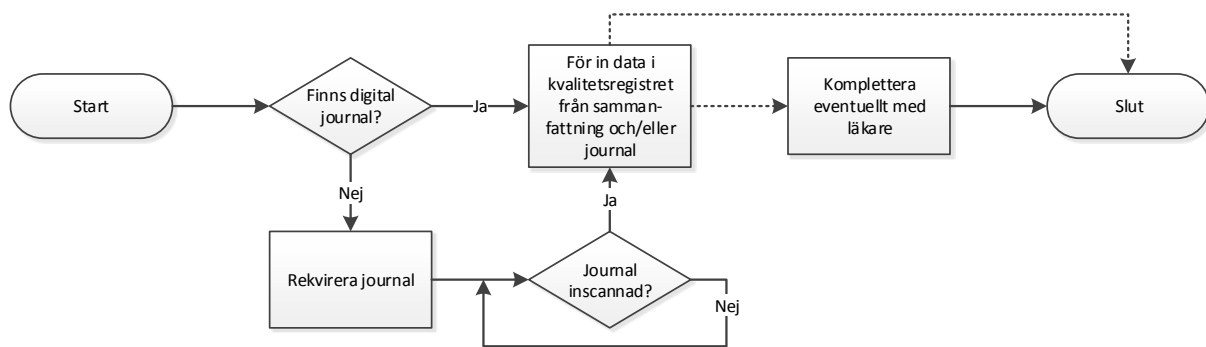 Start
Finns digital
journal?
Ja
För in data i
kvalitetsregistret
från samman-
fattning och/eller
journal
Komplettera
eventuellt med
läkare
Slut
Nej
Ja
Rekvirera journal
Journal
inscannad?
Nej